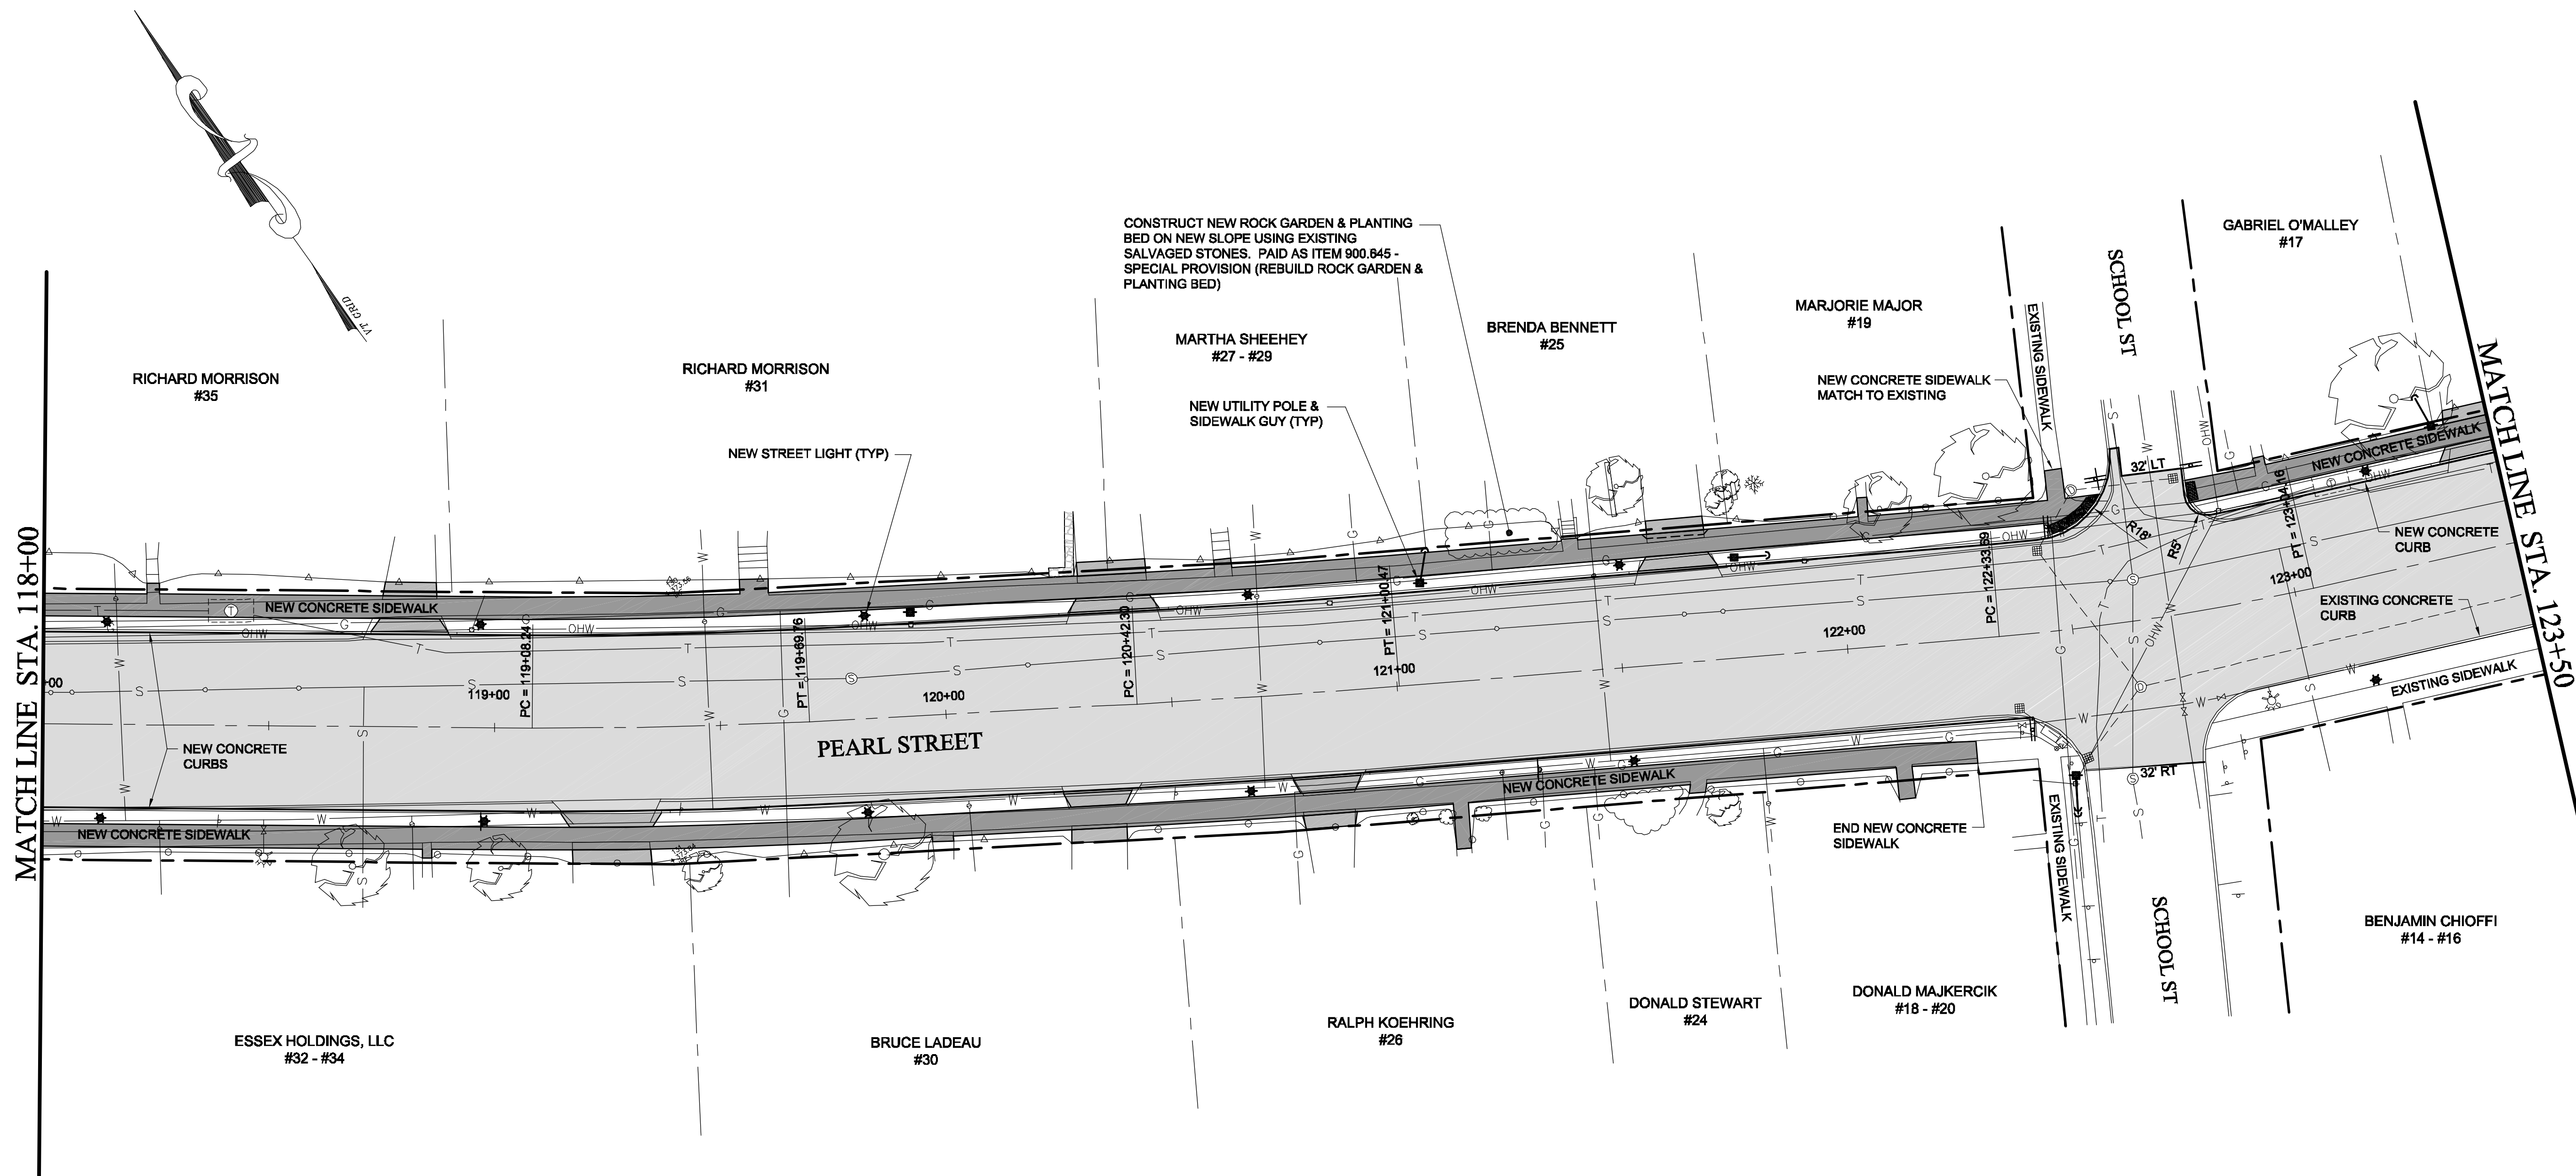 VT GRID
CONSTRUCT NEW ROCK GARDEN & PLANTING
BED ON NEW SLOPE USING EXISTING
SALVAGED STONES. PAID AS ITEM 900.645 -
SPECIAL PROVISION (REBUILD ROCK GARDEN &
PLANTING BED)
GABRIEL O'MALLEY
#17
SCHOOL ST
MARJORIE MAJOR
#19
BRENDA BENNETT
#25
MARTHA SHEEHEY
#27 - #29
RICHARD MORRISON
#31
RICHARD MORRISON
#35
EXISTING SIDEWALK
NEW CONCRETE SIDEWALK
MATCH TO EXISTING
NEW UTILITY POLE &
SIDEWALK GUY (TYP)
NEW STREET LIGHT (TYP)
MATCH LINE STA. 118+00
MATCH LINE STA. 123+50
NEW CONCRETE SIDEWALK
32' LT
R18'
R5'
PT = 123+04.16
NEW CONCRETE
CURB
123+00
EXISTING CONCRETE
CURB
NEW CONCRETE SIDEWALK
PC = 119+08.24
PT = 119+69.76
PC = 120+42.30
PT = 121+00.47
PC = 122+33.69
+00
119+00
120+00
121+00
122+00
EXISTING SIDEWALK
PEARL STREET
NEW CONCRETE
CURBS
NEW CONCRETE SIDEWALK
NEW CONCRETE SIDEWALK
32' RT
END NEW CONCRETE
SIDEWALK
EXISTING SIDEWALK
SCHOOL ST
BENJAMIN CHIOFFI
#14 - #16
DONALD MAJKERCIK
#18 - #20
DONALD STEWART
#24
RALPH KOEHRING
#26
BRUCE LADEAU
#30
ESSEX HOLDINGS, LLC
#32 - #34